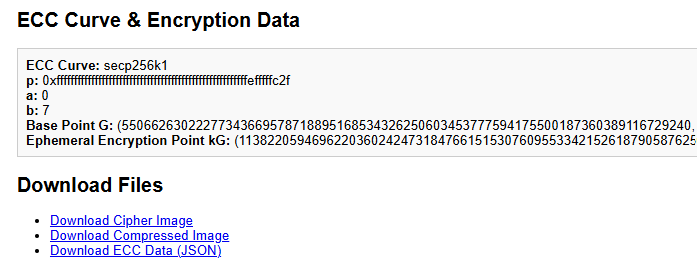 ECC Curve & Encryption Data
ECC Curve: secp256k1
p: 0xfffffffffffffffffffffffffffffffffffffffffffffffffffffffefffffc2f
a: 0
b: 7
Base Point G: (55066263022277343669578718895168534326250603453777594175500187360389116729240,
Ephemeral Encryption Point kG: (11382205946962203602424731847661515307609553342152618790587625
Download Files
Download Cipher Image
Download Compressed Image
Download ECC Data (JSON)